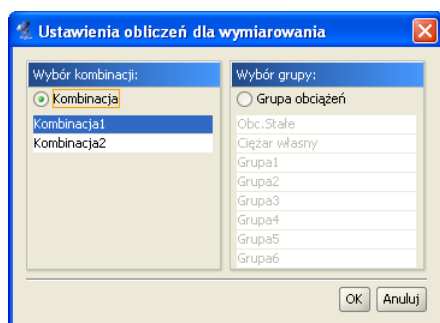 Ustawienia obliczeń dla wymiarowania
Wybór kombinacji:
Kombinacja
Kombinacja1
Kombinacja2
Wybór grupy:
Grupa obciążeń
Obc.Stałe
Ciężar własny
Grupa1
Grupa2
Grupa3
Grupa4
Grupa5
Grupa6
OK
Anuluj